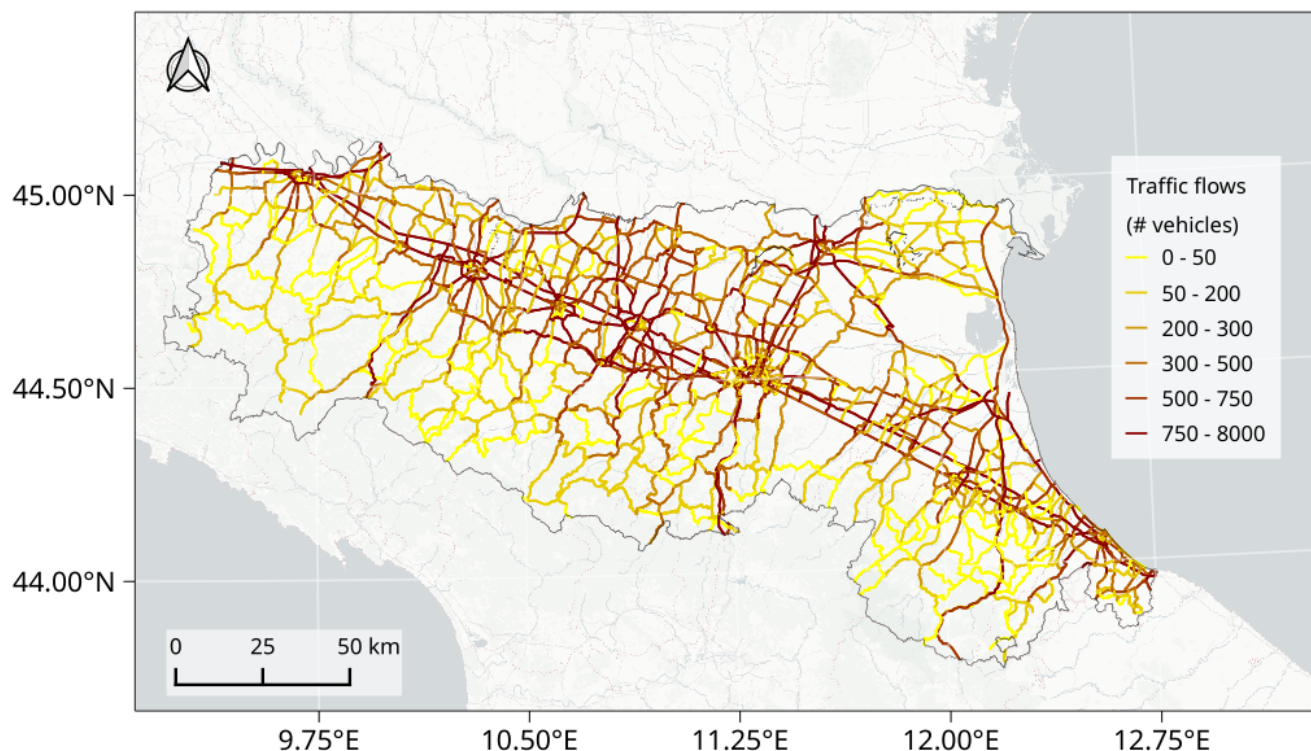 45.00°N
44.50°N
44.00°N
Traffic flows
(# vehicles)
0 - 50
50 - 200
200 - 300
300 - 500
500 - 750
750 - 8000
0 25 50 km
9.75°E 10.50°E 11.25°E 12.00°E 12.75°E